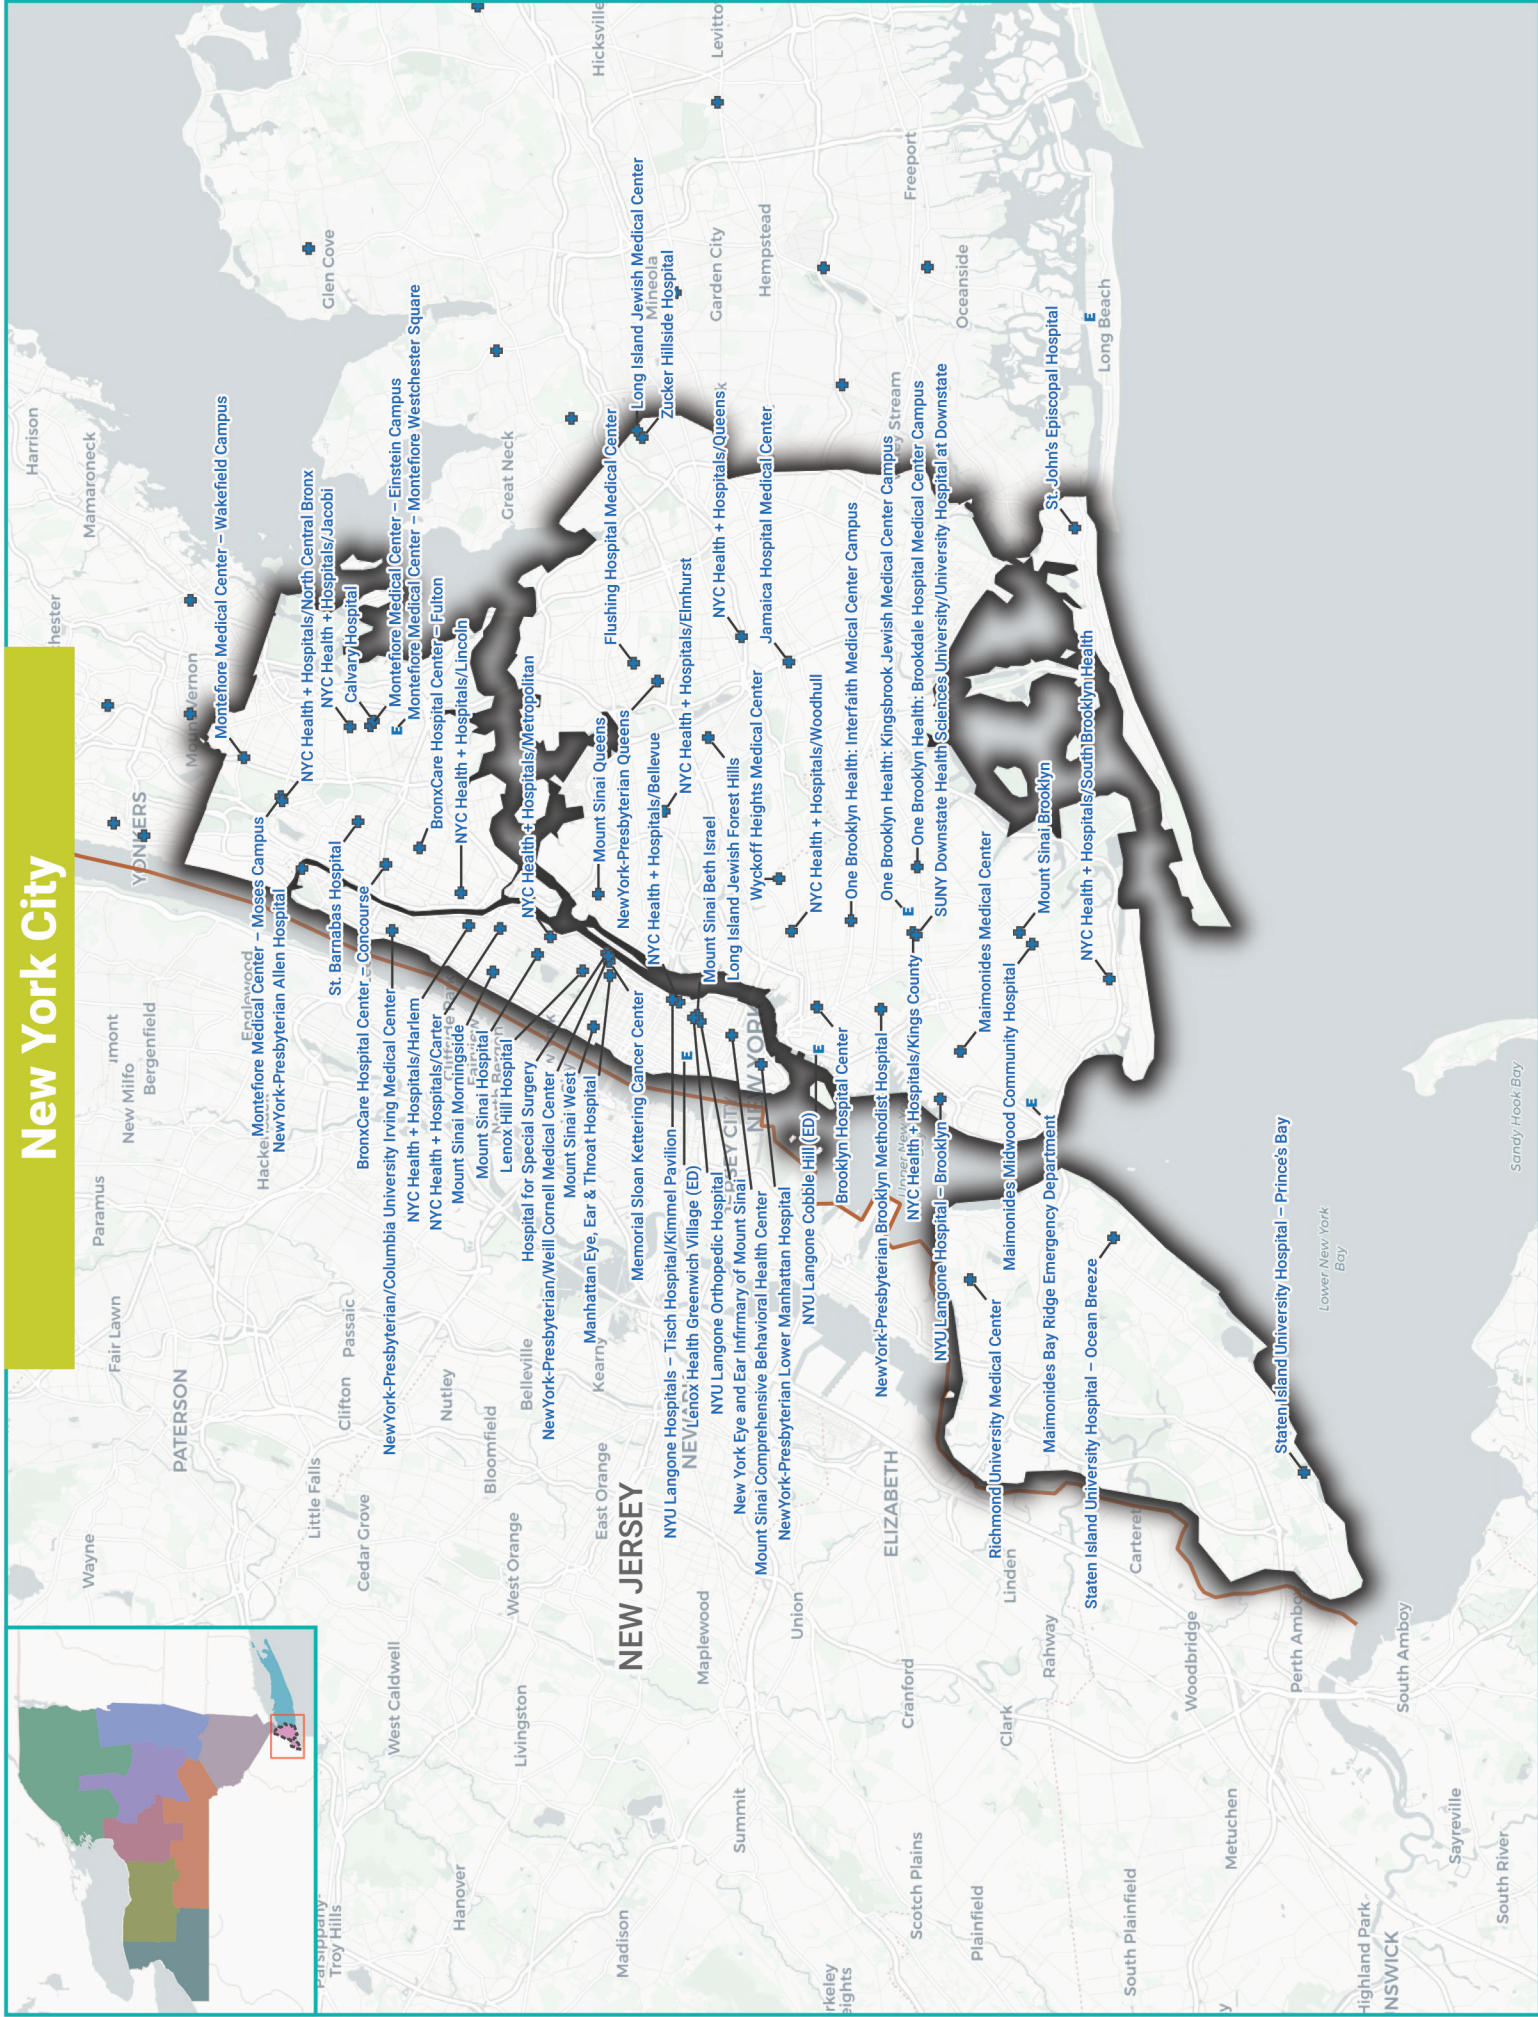 New York City
Harrison
Mamaroneck
Hicksville
Levitto
Glen Cove
Great Neck
Mineola
Garden City
Hempstead
Freeport
Oceanside
Long Beach
YONKERS
Englewood
Bergenfield
New Milfo
Paramus
Fair Lawn
PATERSON
Wayne
Passaic
Clifton
Little Falls
Cedar Grove
Nutley
Belleville
Bloomfield
Kearny
East Orange
West Orange
West Caldwell
Livingston
NEW JERSEY
Maplewood
Union
ELIZABETH
Cranford
Summit
Hanover
Madison
Troy Hills
Scotch Plains
Plainfield
South Plainfield
Clark
Rahway
Linden
Carteret
Woodbridge
Metuchen
Perth Amboy
South Amboy
Sayreville
South River
Highland Park
NSWICK
rkeley
eights
NEW YORK
Lower New York
Bay
Sandy Hook Bay
Montefiore Medical Center – Wakefield Campus
NYC Health + Hospitals/North Central Bronx
NYC Health + Hospitals/Jacobi
Calvary Hospital
Montefiore Medical Center – Einstein Campus
Montefiore Medical Center – Montefiore Westchester Square
BronxCare Hospital Center – Fulton
NYC Health + Hospitals/Lincoln
NYC Health + Hospitals/Metropolitan
Montefiore Medical Center – Moses Campus
NewYork-Presbyterian Allen Hospital
St. Barnabas Hospital
BronxCare Hospital Center – Concourse
NewYork-Presbyterian/Columbia University Irving Medical Center
NYC Health + Hospitals/Harlem
NYC Health + Hospitals/Carter
Mount Sinai Morningside
Mount Sinai Hospital
Lenox Hill Hospital
Hospital for Special Surgery
NewYork-Presbyterian/Weill Cornell Medical Center
Mount Sinai West
Manhattan Eye, Ear & Throat Hospital
Memorial Sloan Kettering Cancer Center
NYU Langone Hospitals – Tisch Hospital/Kimmel Pavilion
E
Lenox Health Greenwich Village (ED)
NYU Langone Orthopedic Hospital
New York Eye and Ear Infirmary of Mount Sinai
Mount Sinai Comprehensive Behavioral Health Center
NewYork-Presbyterian Lower Manhattan Hospital
Long Island Jewish Medical Center
Zucker Hillside Hospital
Flushing Hospital Medical Center
Mount Sinai Queens
NewYork-Presbyterian Queens
NYC Health + Hospitals/Bellevue
NYC Health + Hospitals/Elmhurst
Mount Sinai Beth Israel
Long Island Jewish Forest Hills
NYC Health + Hospitals/Queens
Jamaica Hospital Medical Center
Wyckoff Heights Medical Center
NYC Health + Hospitals/Woodhull
E
NYU Langone Cobble Hill (ED)
Brooklyn Hospital Center
One Brooklyn Health: Interfaith Medical Center Campus
E
One Brooklyn Health: Kingsbrook Jewish Medical Center Campus
One Brooklyn Health: Brookdale Hospital Medical Center Campus
SUNY Downstate Health Sciences University/University Hospital at Downstate
NewYork-Presbyterian Brooklyn Methodist Hospital
NYC Health + Hospitals/Kings County
NYU Langone Hospital – Brooklyn
Maimonides Medical Center
Maimonides Midwood Community Hospital
Mount Sinai Brooklyn
E
Maimonides Bay Ridge Emergency Department
NYC Health + Hospitals/South Brooklyn Health
St. John's Episcopal Hospital
E
E
Richmond University Medical Center
Staten Island University Hospital – Ocean Breeze
Staten Island University Hospital – Prince's Bay